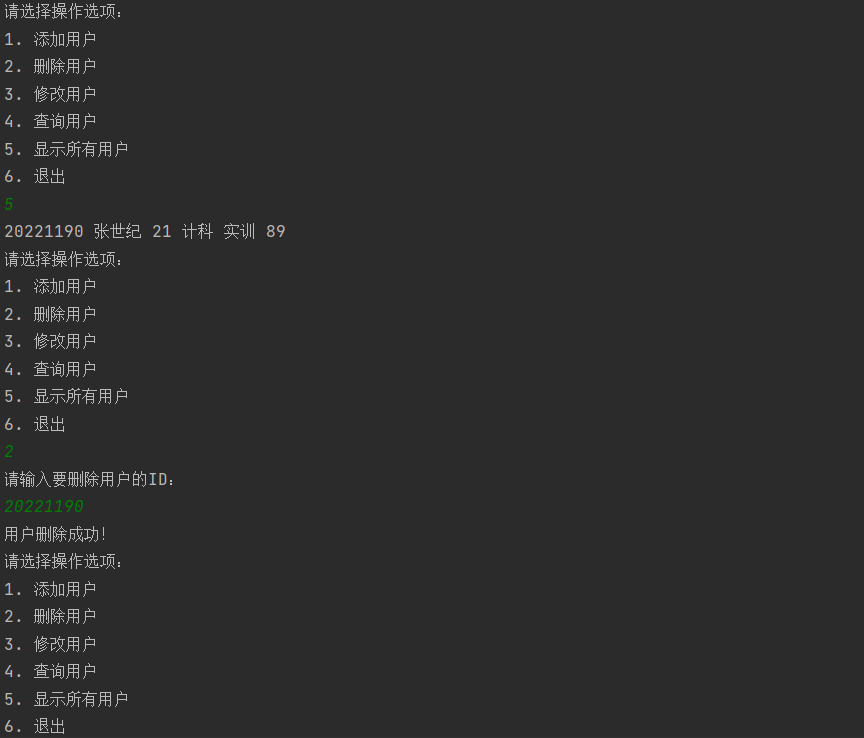 请选择操作选项：
1. 添加用户
2. 删除用户
3. 修改用户
4. 查询用户
5. 显示所有用户
6. 退出
5
20221190 张世纪 21 计科 实训 89
请选择操作选项：
1. 添加用户
2. 删除用户
3. 修改用户
4. 查询用户
5. 显示所有用户
6. 退出
2
请输入要删除用户的ID：
20221190
用户删除成功！
请选择操作选项：
1. 添加用户
2. 删除用户
3. 修改用户
4. 查询用户
5. 显示所有用户
6. 退出